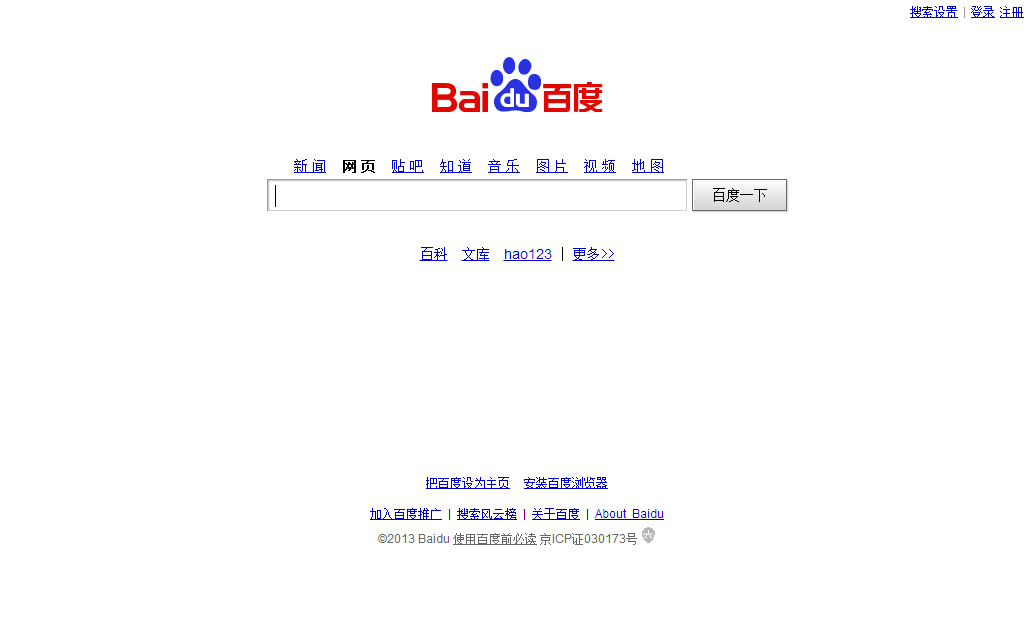 搜索设置 | 登录 注册
Bai du 百度
新 闻 网 页 贴 吧 知 道 音 乐 图 片 视 频 地 图
百度一下
百科 文库 hao123 | 更多>>
把百度设为主页 安装百度浏览器
加入百度推广 | 搜索风云榜 | 关于百度 | About Baidu
©2013 Baidu 使用百度前必读 京ICP证030173号